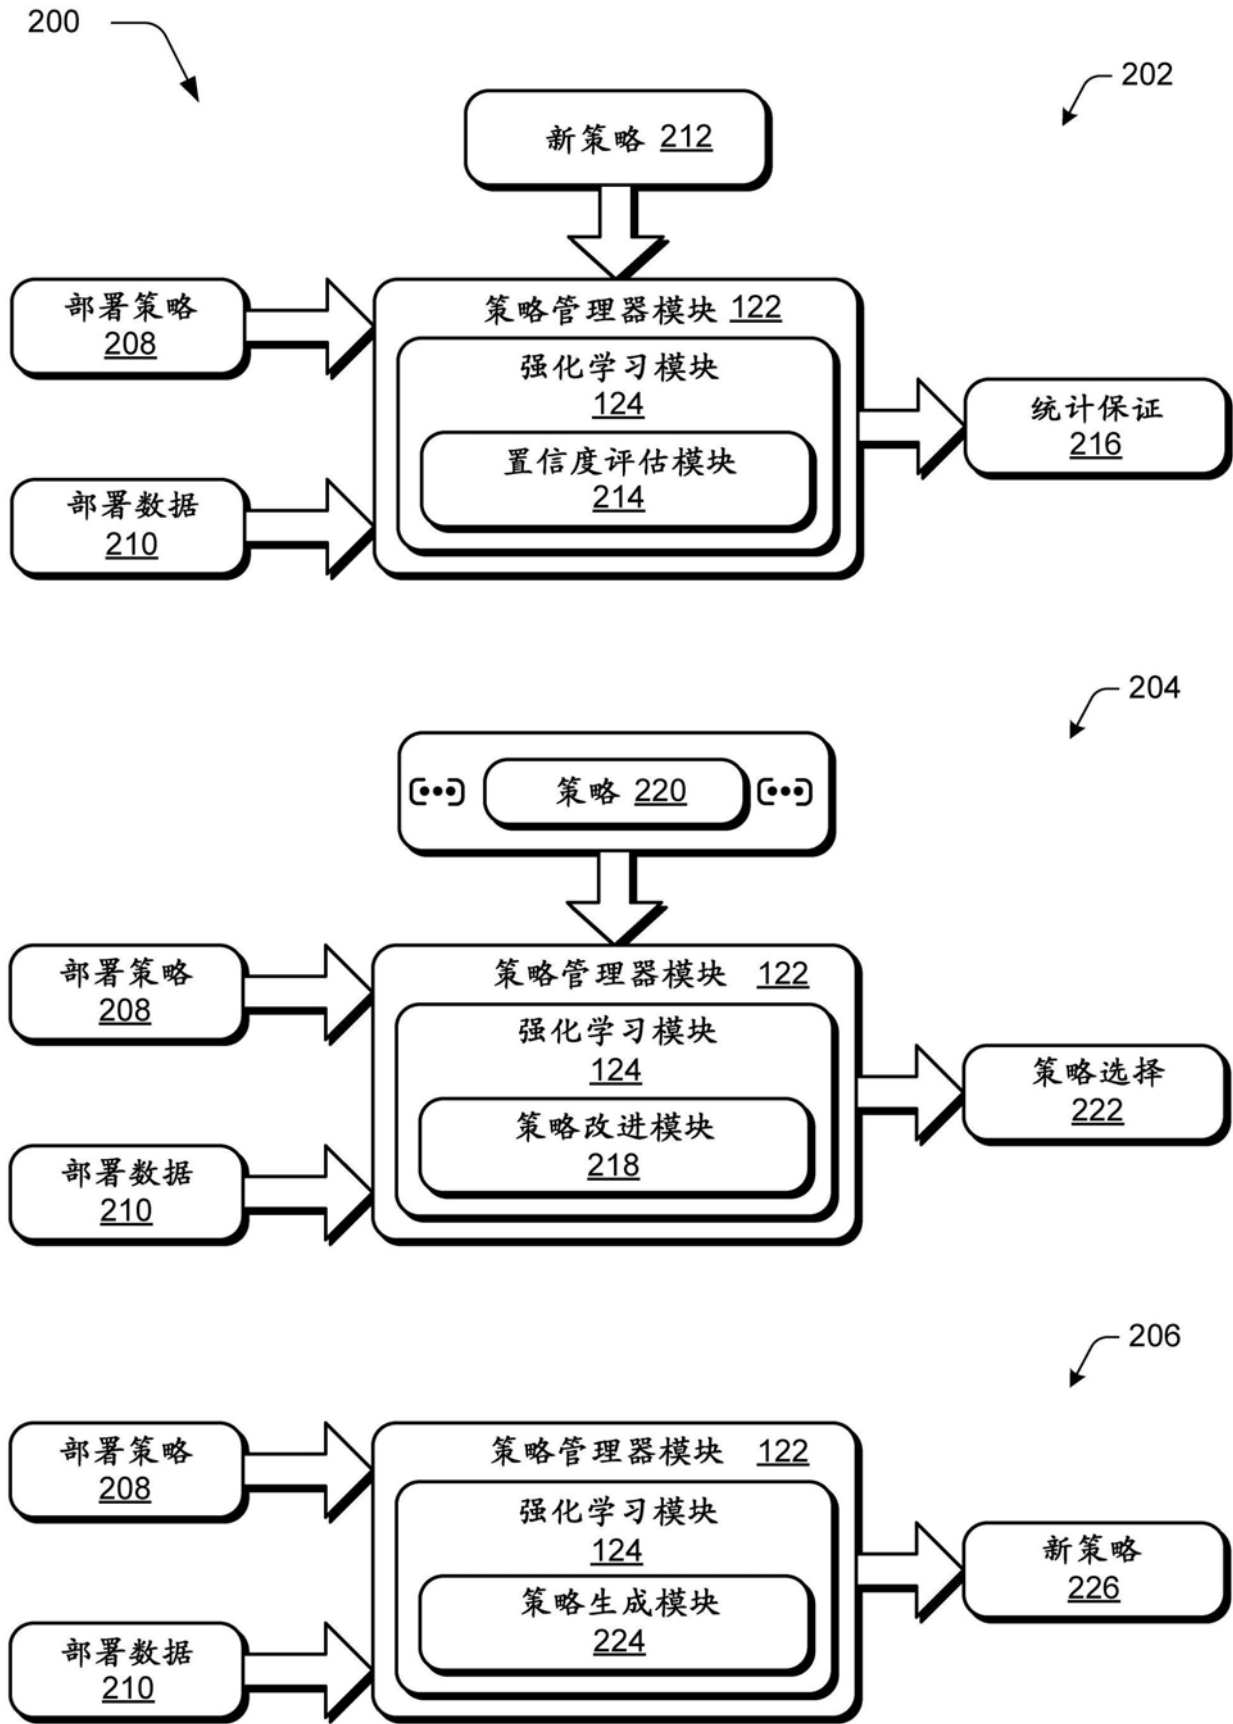 200
202
新策略 212
部署策略
208
部署数据
210
策略管理器模块 122
强化学习模块
124
置信度评估模块
214
统计保证
216
204
策略 220
部署策略
208
部署数据
210
策略管理器模块 122
强化学习模块
124
策略改进模块
218
策略选择
222
206
部署策略
208
部署数据
210
策略管理器模块 122
强化学习模块
124
策略生成模块
224
新策略
226